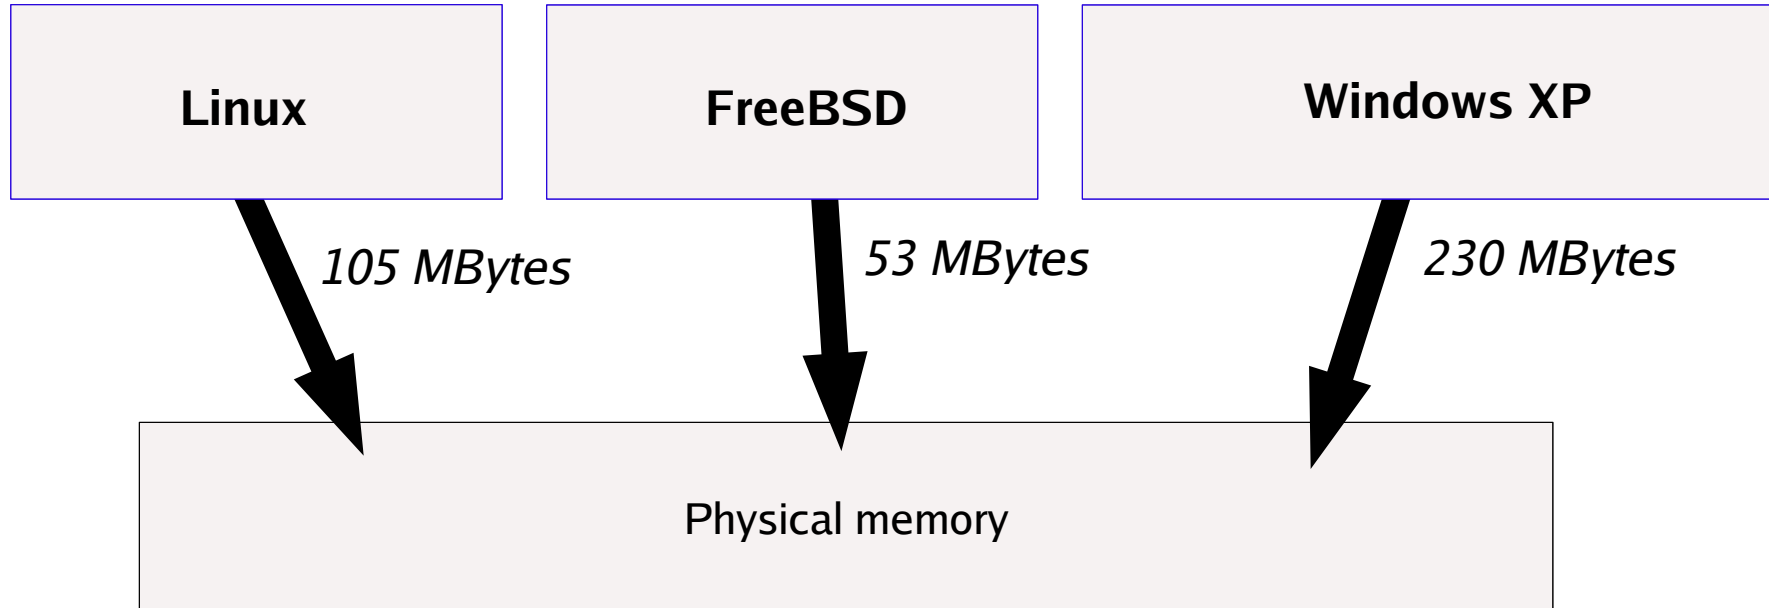 Linux
FreeBSD
Windows XP
105 MBytes
53 MBytes
230 MBytes
Physical memory